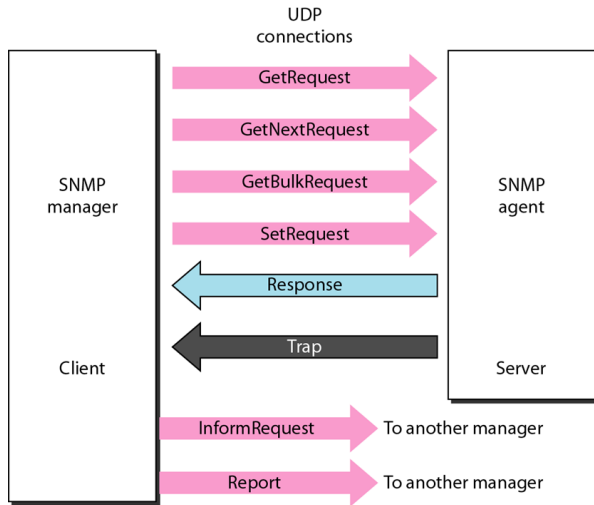 UDP
connections
GetRequest
GetNextRequest
GetBulkRequest
SetRequest
Response
Trap
SNMP
manager
Client
SNMP
agent
Server
InformRequest
To another manager
Report
To another manager